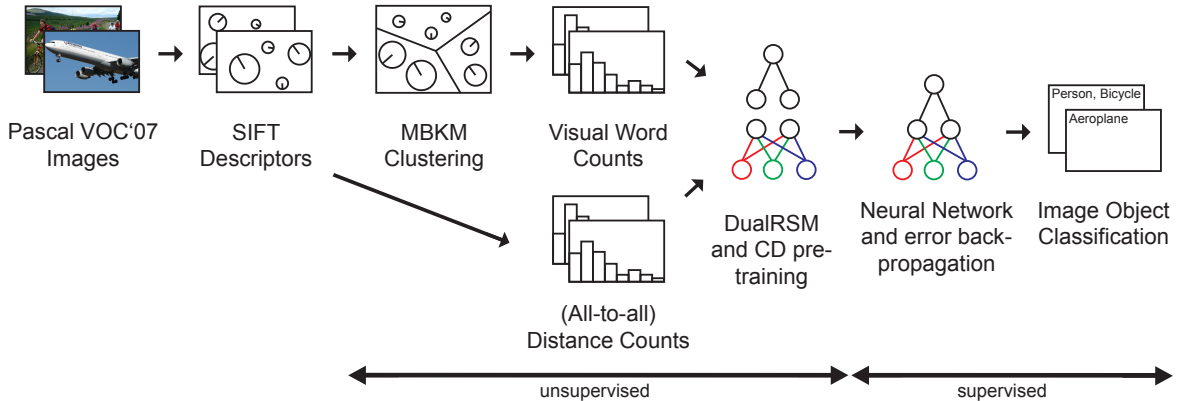 Pascal VOC‘07
Images
SIFT
Descriptors
MBKM
Clustering
Visual Word
Counts
(All-to-all)
Distance Counts
DualRSM
and CD pre-
training
Neural Network
and error back-
propagation
Person, Bicycle
Aeroplane
Image Object
Classification
unsupervised
supervised